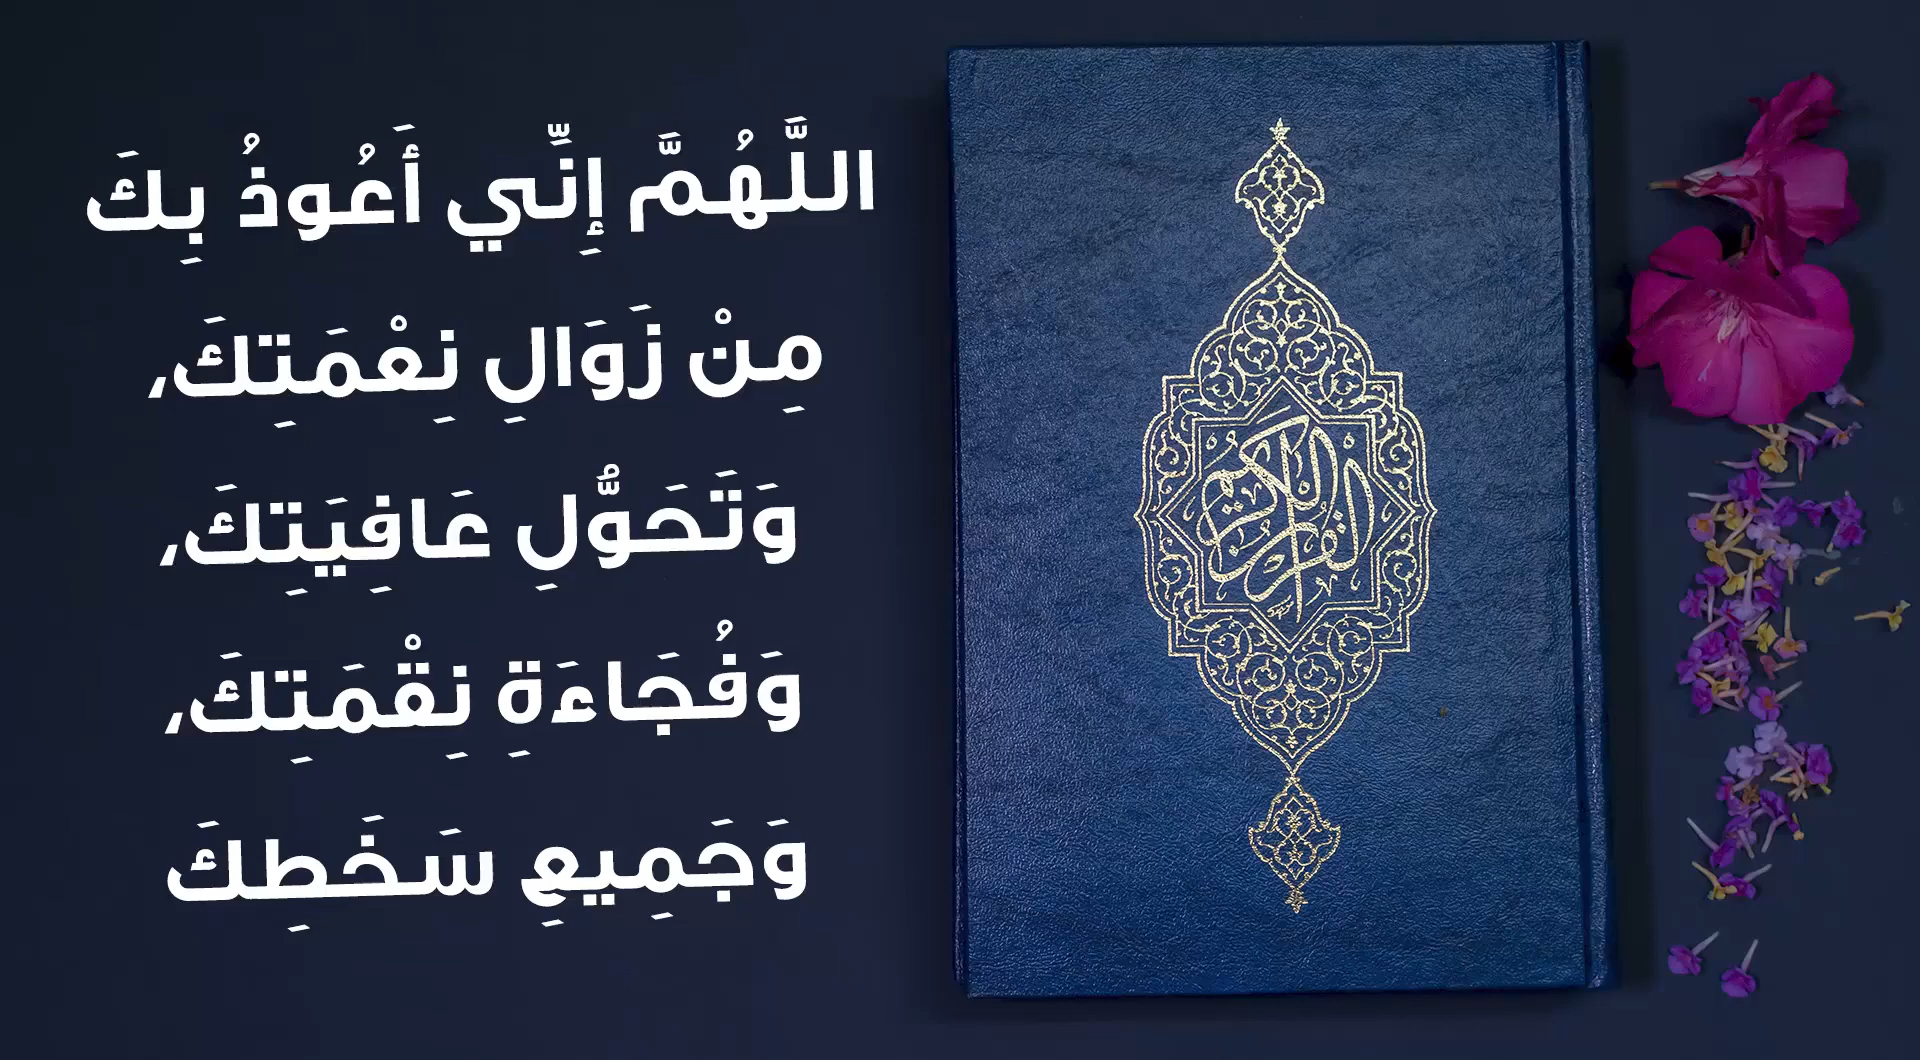 اللَّهُمَّ إِنِّي أَعُوذُ بِكَ
مِنْ زَوَالِ نِعْمَتِكَ،
وَتَحَوُّلِ عَافِيَتِكَ،
وَفُجَاءَةِ نِقْمَتِكَ،
وَجَمِيعِ سَخَطِكَ
القرآن الكريم